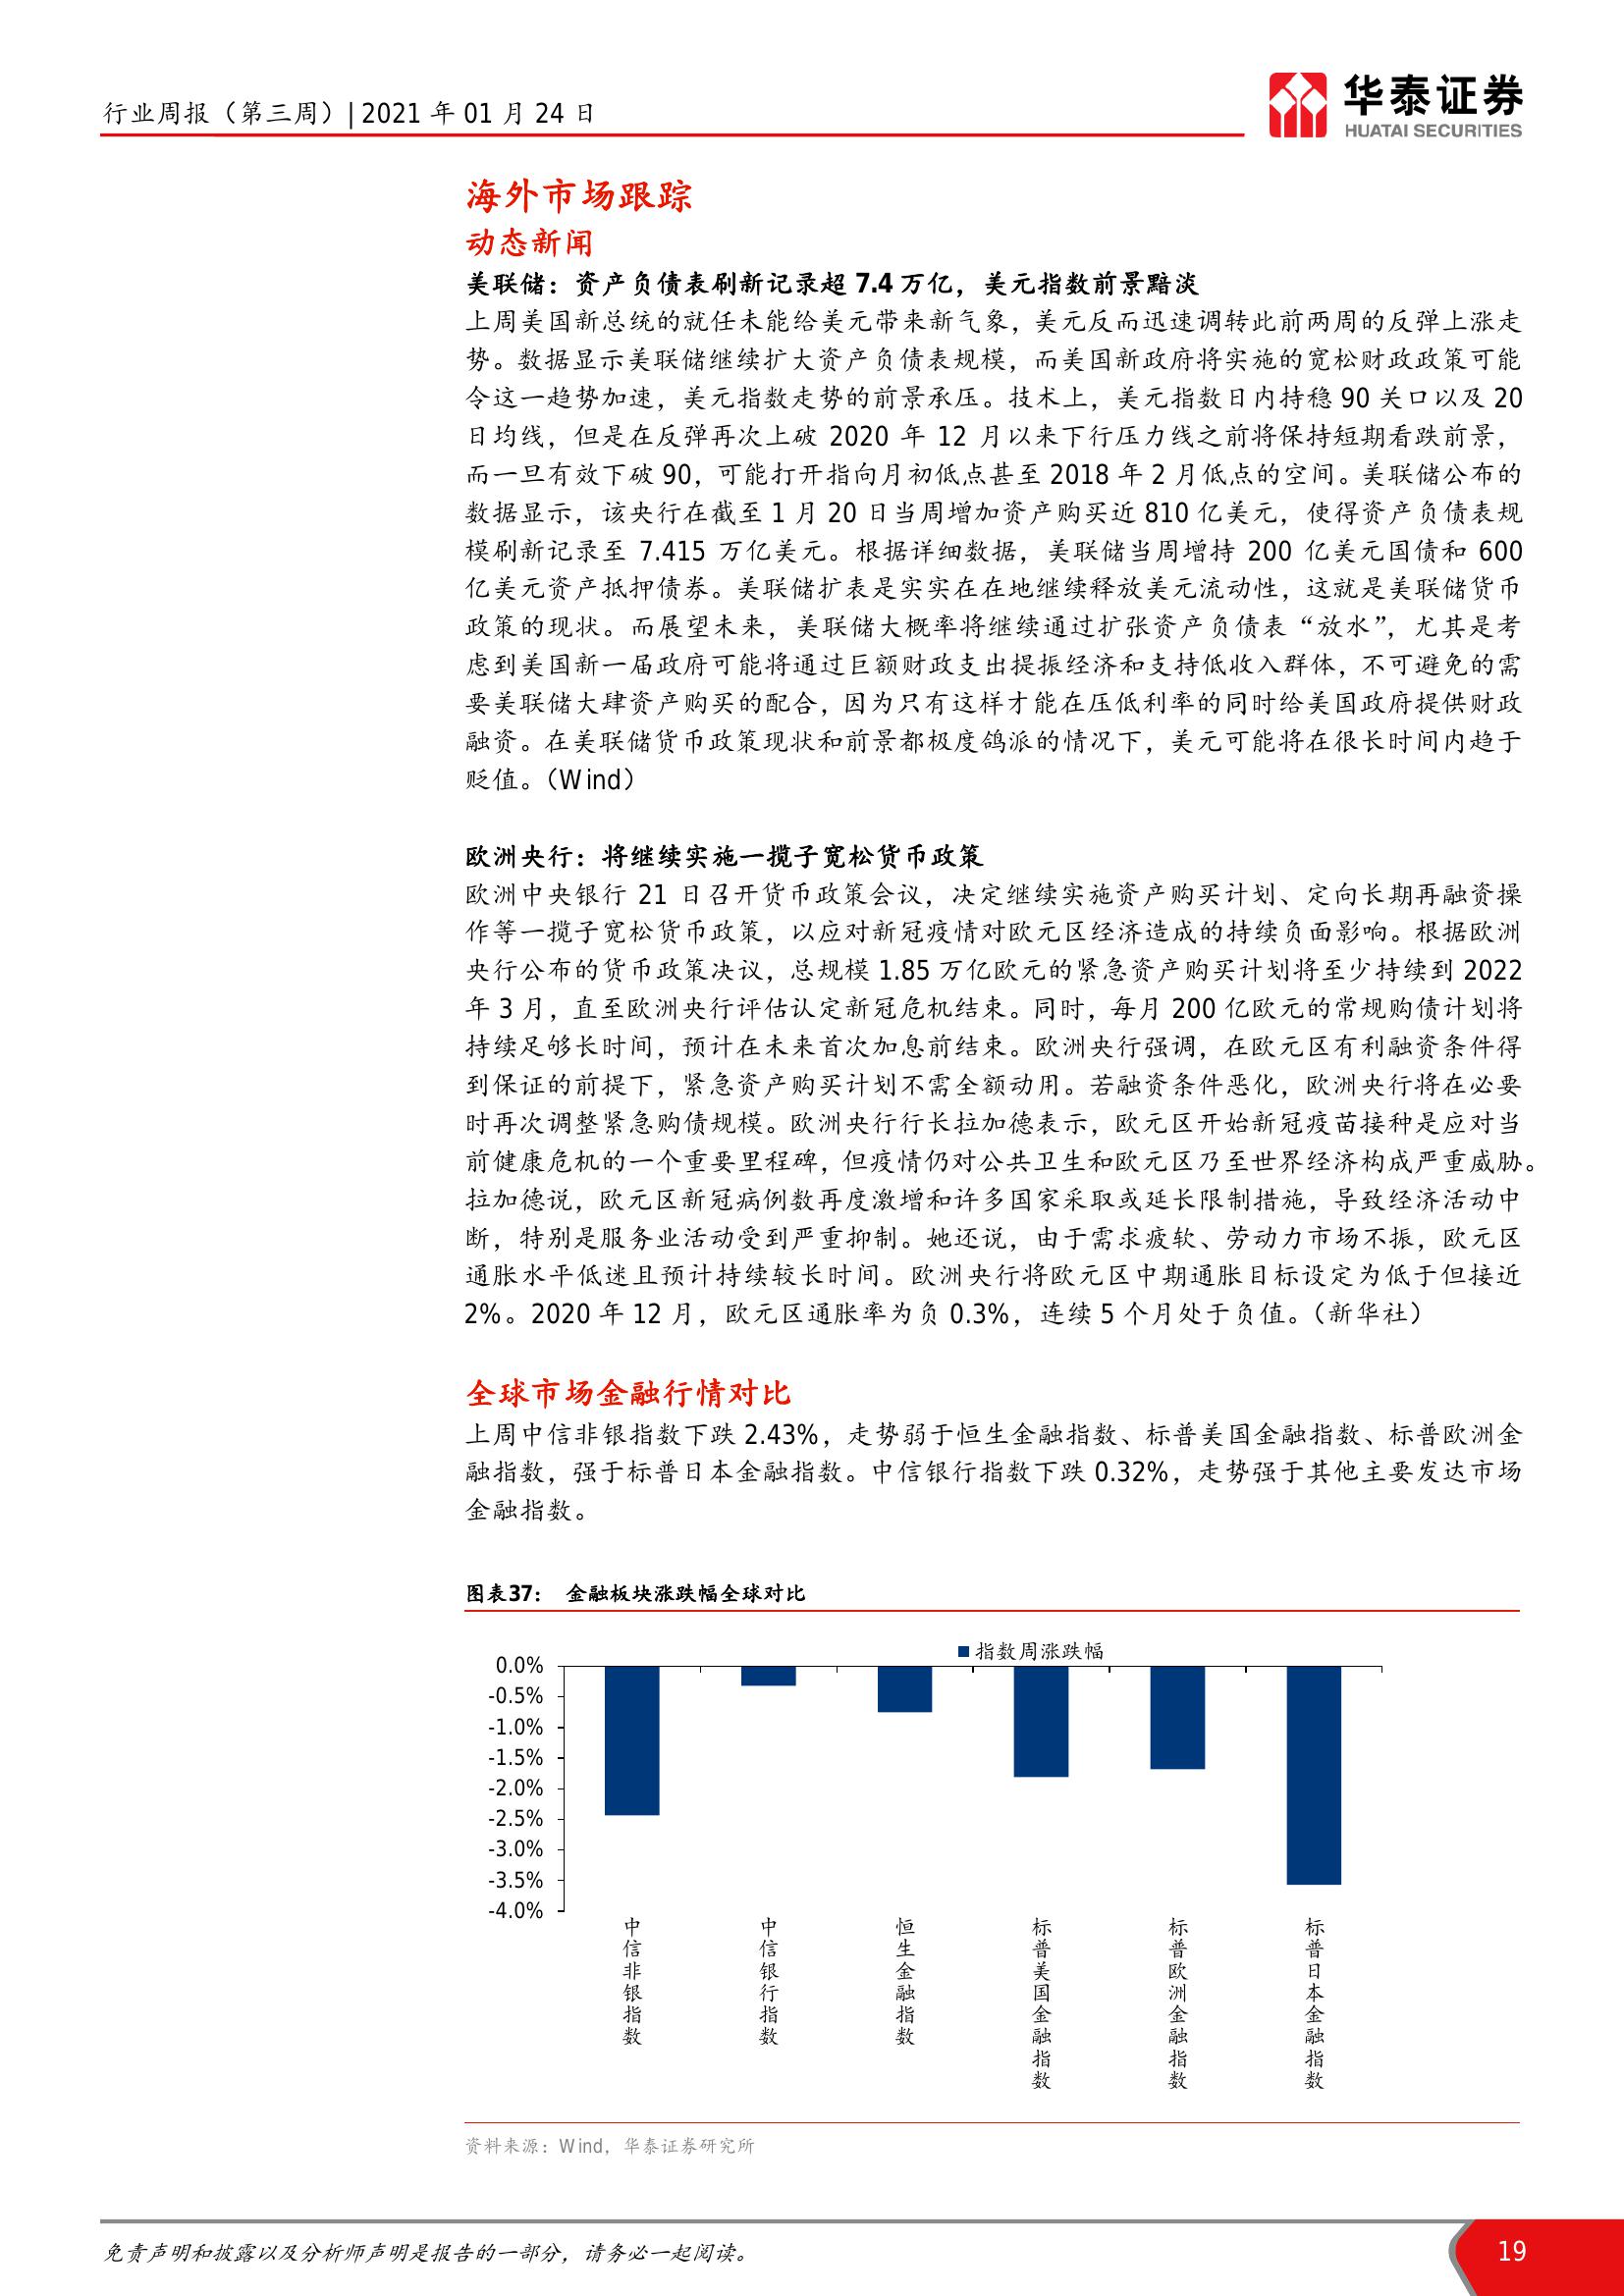 行业周报（第三周）| 2021 年 01 月 24 日
华泰证券
HUATAI SECURITIES
海外市场跟踪
动态新闻
美联储：资产负债表刷新记录超 7.4 万亿，美元指数前景黯淡
上周美国新总统的就任未能给美元带来新气象，美元反而迅速调转此前两周的反弹上涨走
势。数据显示美联储继续扩大资产负债表规模，而美国新政府将实施的宽松财政政策可能
令这一趋势加速，美元指数走势的前景承压。技术上，美元指数日内持稳 90 关口以及 20
日均线，但是在反弹再次上破 2020 年 12 月以来下行压力线之前将保持短期看跌前景，
而一旦有效下破 90，可能打开指向月初低点甚至 2018 年 2 月低点的空间。美联储公布的
数据显示，该央行在截至 1 月 20 日当周增加资产购买近 810 亿美元，使得资产负债表规
模刷新记录至 7.415 万亿美元。根据详细数据，美联储当周增持 200 亿美元国债和 600
亿美元资产抵押债券。美联储扩表是实实在在地继续释放美元流动性，这就是美联储货币
政策的现状。而展望未来，美联储大概率将继续通过扩张资产负债表“放水”，尤其是考
虑到美国新一届政府可能将通过巨额财政支出提振经济和支持低收入群体，不可避免的需
要美联储大肆资产购买的配合，因为只有这样才能在压低利率的同时给美国政府提供财政
融资。在美联储货币政策现状和前景都极度鸽派的情况下，美元可能将在很长时间内趋于
贬值。（Wind）
欧洲央行：将继续实施一揽子宽松货币政策
欧洲中央银行 21 日召开货币政策会议，决定继续实施资产购买计划、定向长期再融资操
作等一揽子宽松货币政策，以应对新冠疫情对欧元区经济造成的持续负面影响。根据欧洲
央行公布的货币政策决议，总规模 1.85 万亿欧元的紧急资产购买计划将至少持续到 2022
年 3 月，直至欧洲央行评估认定新冠危机结束。同时，每月 200 亿欧元的常规购债计划将
持续足够长时间，预计在未来首次加息前结束。欧洲央行强调，在欧元区有利融资条件得
到保证的前提下，紧急资产购买计划不需全额动用。若融资条件恶化，欧洲央行将在必要
时再次调整紧急购债规模。欧洲央行行长拉加德表示，欧元区开始新冠疫苗接种是应对当
前健康危机的一个重要里程碑，但疫情仍对公共卫生和欧元区乃至世界经济构成严重威胁。
拉加德说，欧元区新冠病例数再度激增和许多国家采取或延长限制措施，导致经济活动中
断，特别是服务业活动受到严重抑制。她还说，由于需求疲软、劳动力市场不振，欧元区
通胀水平低迷且预计持续较长时间。欧洲央行将欧元区中期通胀目标设定为低于但接近
2%。2020 年 12 月，欧元区通胀率为负 0.3%，连续 5 个月处于负值。（新华社）
全球市场金融行情对比
上周中信非银指数下跌 2.43%，走势弱于恒生金融指数、标普美国金融指数、标普欧洲金
融指数，强于标普日本金融指数。中信银行指数下跌 0.32%，走势强于其他主要发达市场
金融指数。
图表37： 金融板块涨跌幅全球对比
指数周涨跌幅
0.0%
-0.5%
-1.0%
-1.5%
-2.0%
-2.5%
-3.0%
-3.5%
-4.0%
中信非银指数
中信银行指数
恒生金融指数
标普美国金融指数
标普欧洲金融指数
标普日本金融指数
资料来源：Wind，华泰证券研究所
免责声明和披露以及分析师声明是报告的一部分，请务必一起阅读。
19